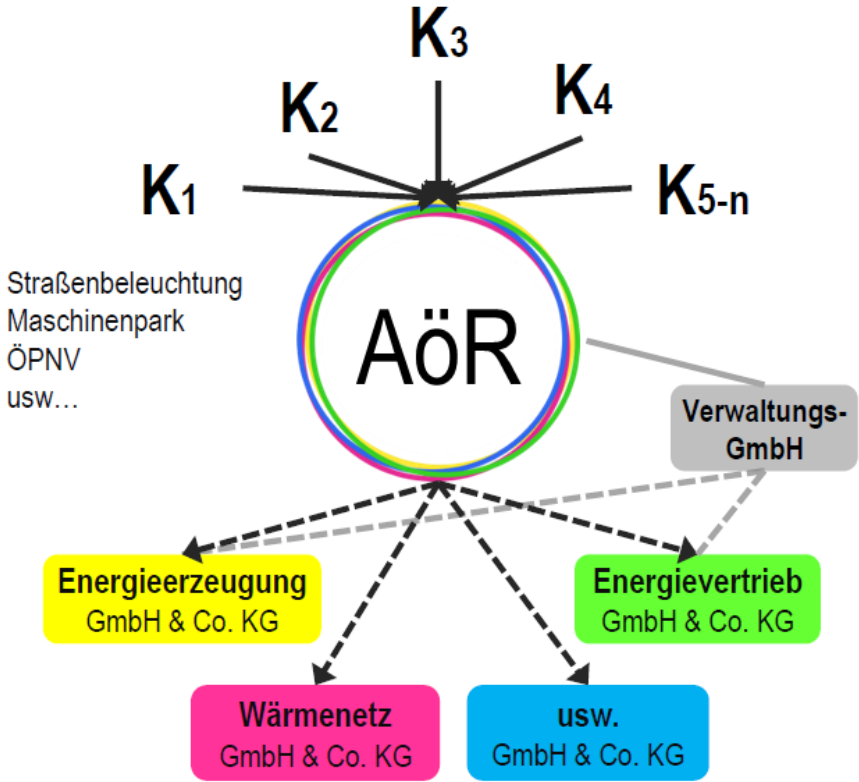 K3
K2
K4
K1
K5-n
Straßenbeleuchtung
Maschinenpark
ÖPNV
usw...
AöR
Verwaltungs-
GmbH
Energieerzeugung
GmbH & Co. KG
Energievertrieb
GmbH & Co. KG
Wärmenetz
GmbH & Co. KG
usw.
GmbH & Co. KG